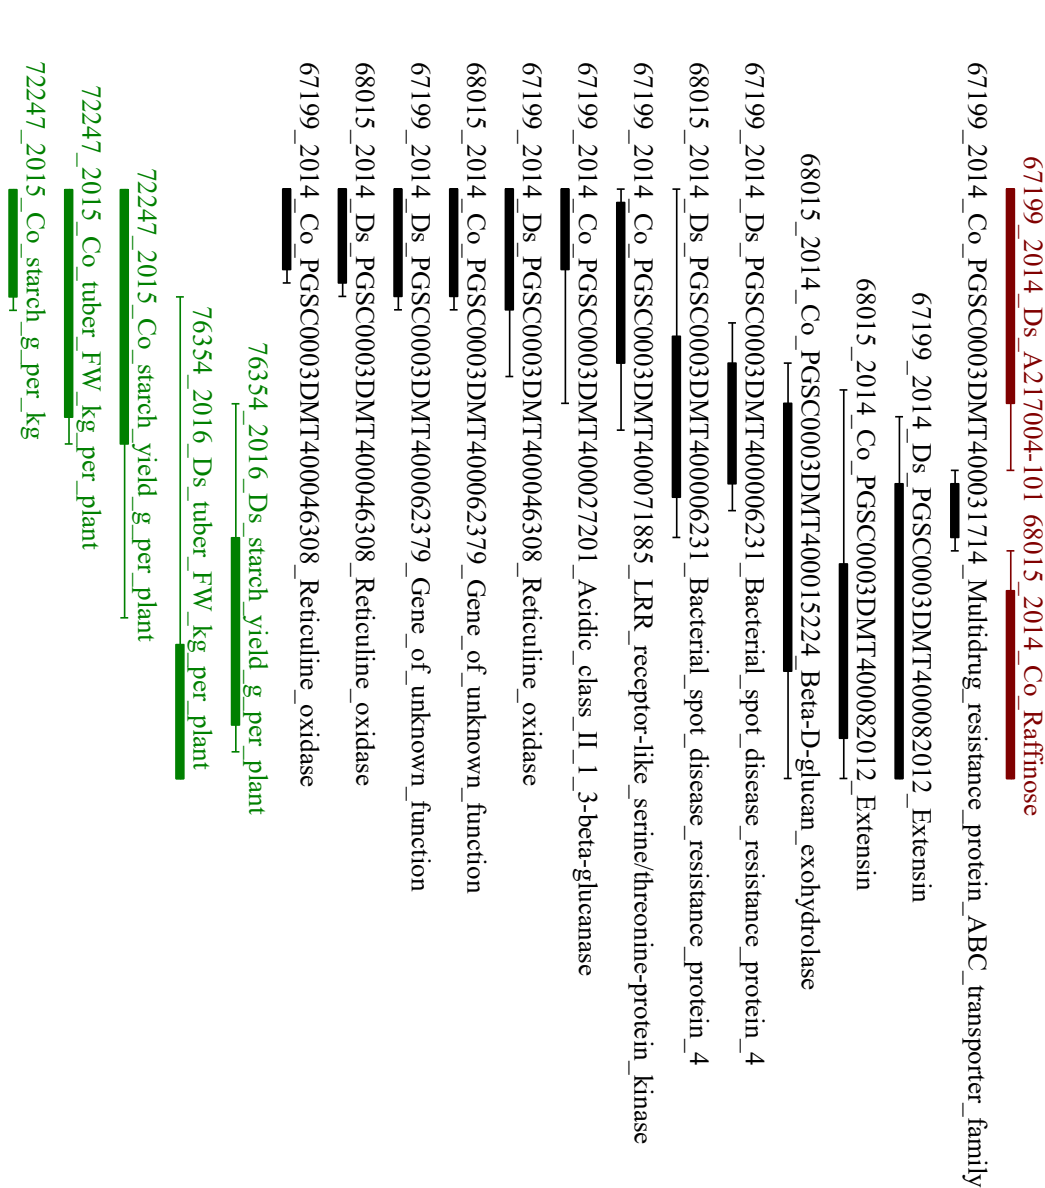 67199_2014_Ds_A217004-101
68015_2014_Co_Raffinose
67199_2014_Co_PGSC0003DMT400031714_Multidrug_resistance_protein_ABC_transporter_family
67199_2014_Ds_PGSC0003DMT400082012_Extensin
68015_2014_Co_PGSC0003DMT400082012_Extensin
68015_2014_Co_PGSC0003DMT400015224_Beta-D-glucan_exohydrolase
67199_2014_Ds_PGSC0003DMT400006231_Bacterial_spot_disease_resistance_protein_4
68015_2014_Ds_PGSC0003DMT400006231_Bacterial_spot_disease_resistance_protein_4
67199_2014_Co_PGSC0003DMT400071885_LRR_receptor-like_serine/threonine-protein_kinase
67199_2014_Co_PGSC0003DMT400027201_Acidic_class_II_1_3-beta-glucanase
67199_2014_Ds_PGSC0003DMT400046308_Reticuline_oxidase
68015_2014_Co_PGSC0003DMT400062379_Gene_of_unknown_function
67199_2014_Ds_PGSC0003DMT400062379_Gene_of_unknown_function
68015_2014_Ds_PGSC0003DMT400046308_Reticuline_oxidase
67199_2014_Co_PGSC0003DMT400046308_Reticuline_oxidase
76354_2016_Ds_starch_yield_g_per_plant
76354_2016_Ds_tuber_FW_kg_per_plant
72247_2015_Co_starch_yield_g_per_plant
72247_2015_Co_tuber_FW_kg_per_plant
72247_2015_Co_starch_g_per_kg